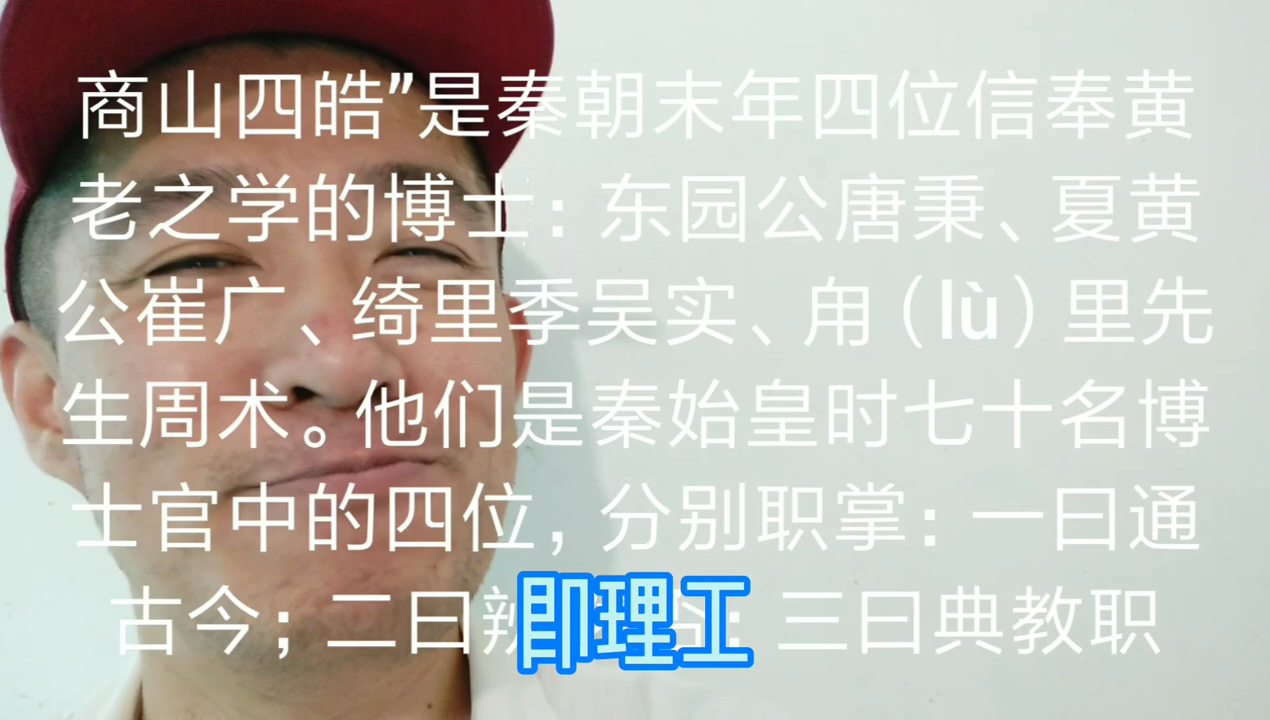 商山四皓”是秦朝末年四位信奉黄
老之学的博士：东园公唐秉、夏黄
公崔广、绮里季吴实、甪（lù）里先
生周术。他们是秦始皇时七十名博
士官中的四位，分别职掌：一曰通
古今；二曰辨；三曰典教职
即理工